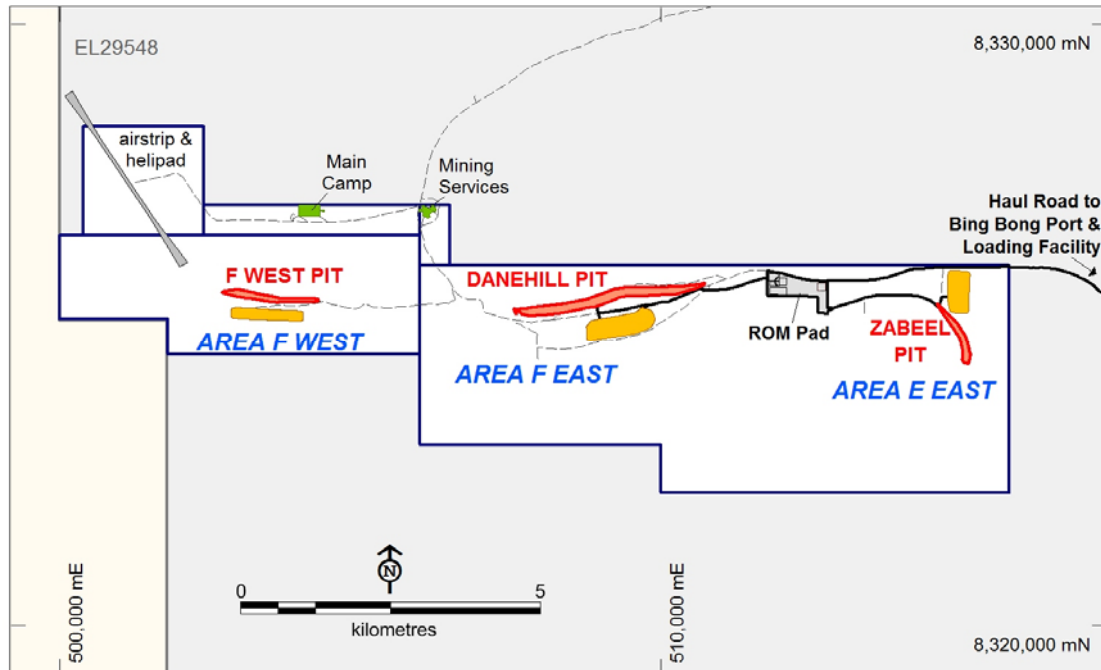 EL29548
8,330,000 mN
airstrip &
helipad
Main
Camp
Mining
Services
Haul Road to
Bing Bong Port &
Loading Facility
F WEST PIT
DANEHILL PIT
ROM Pad
ZABEEL
PIT
AREA F WEST
AREA F EAST
AREA E EAST
N
0
5
kilometres
500,000 mE
510,000 mE
8,320,000 mN